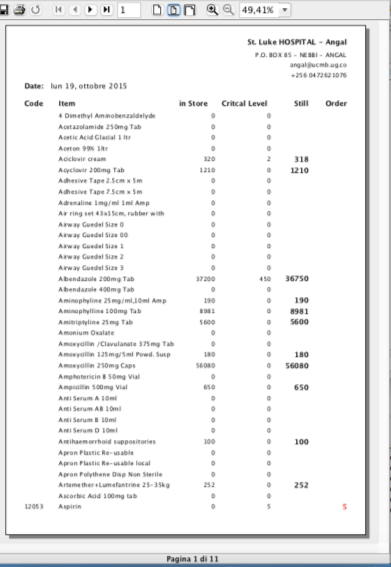 1
49,41%
St. Luke HOSPITAL - Angal
P.O. BOX 85 - NEBBI - ANGAL
angal@ucmb.ug.co
+256 0472621076
Date: lun 19, ottobre 2015
Code Item in Store Critcal Level Still Order
4 Dimethyl Aminobenzaldelyde 0 0
Acetazolamide 250mg Tab 0 0
Acetic Acid Glacial 1 ltr 0 0
Aceton 99% 1ltr 0 0
Aciclovir cream 320 2 318
Acyclovir 200mg Tab 1210 0 1210
Adhesive Tape 2.5cm x 5m 0 0
Adhesive Tape 7.5cm x 5m 0 0
Adrenaline 1mg/ml 1ml Amp 0 0
Air ring set 43x15cm, rubber with 0 0
Airway Guedel Size 0 0 0
Airway Guedel Size 00 0 0
Airway Guedel Size 1 0 0
Airway Guedel Size 2 0 0
Airway Guedel Size 3 0 0
Albendazole 200mg Tab 37200 450 36750
Albendazole 400mg Tab 0 0
Aminophyline 25mg/ml,10ml Amp 190 0 190
Aminophylline 100mg Tab 8981 0 8981
Amitriptyline 25mg Tab 5600 0 5600
Amonium Oxalate 0 0
Amoxycillin /Clavulanate 375mg Tab 0 0
Amoxycillin 125mg/5ml Powd. Susp 180 0 180
Amoxycillin 250mg Caps 56080 0 56080
Amphotericin B 50mg Vial 0 0
Ampicillin 500mg Vial 650 0 650
Anti Serum A 10ml 0 0
Anti Serum AB 10ml 0 0
Anti Serum B 10ml 0 0
Anti Serum D 10ml 0 0
Antihaemorrhoid suppositories 100 0 100
Apron Plastic Re-usable 0 0
Apron Plastic Re-usable local 0 0
Apron Polythene Disp Non Sterile 0 0
Artemether+Lumefantrine 25-35kg 252 0 252
Ascorbic Acid 100mg tab 0 0
12053 Aspirin 0 5 5
Pagina 1 di 11